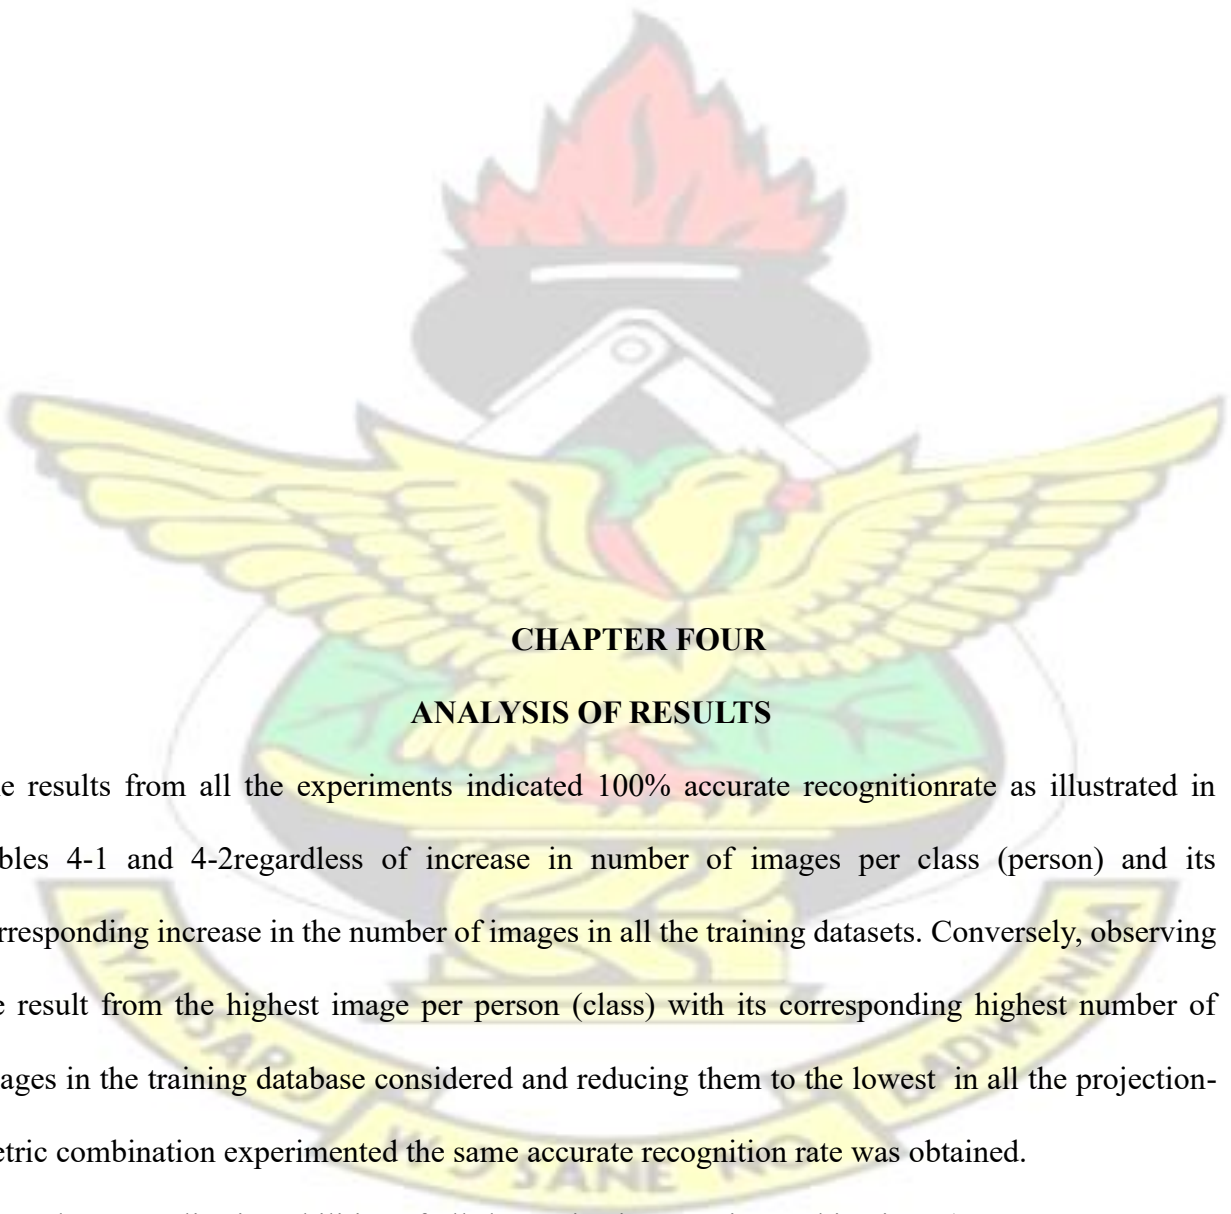 CHAPTER FOUR
ANALYSIS OF RESULTS
e results from all the experiments indicated 100% accurate recognitionrate as illustrated in
bles 4-1 and 4-2regardless of increase in number of images per class (person) and its
rresponding increase in the number of images in all the training datasets. Conversely, observing
e result from the highest image per person (class) with its corresponding highest number of
ages in the training database considered and reducing them to the lowest in all the projection-
etric combination experimented the same accurate recognition rate was obtained.
NYANSAPO
W J SANE NO
BADWENMA